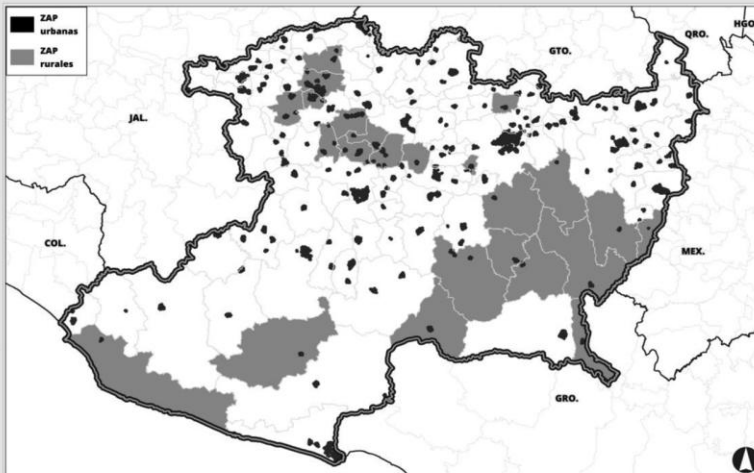 ZAP
urbanas
ZAP
rurales
HGO
QRO.
GTO.
JAL.
COL.
MEX.
GRO.